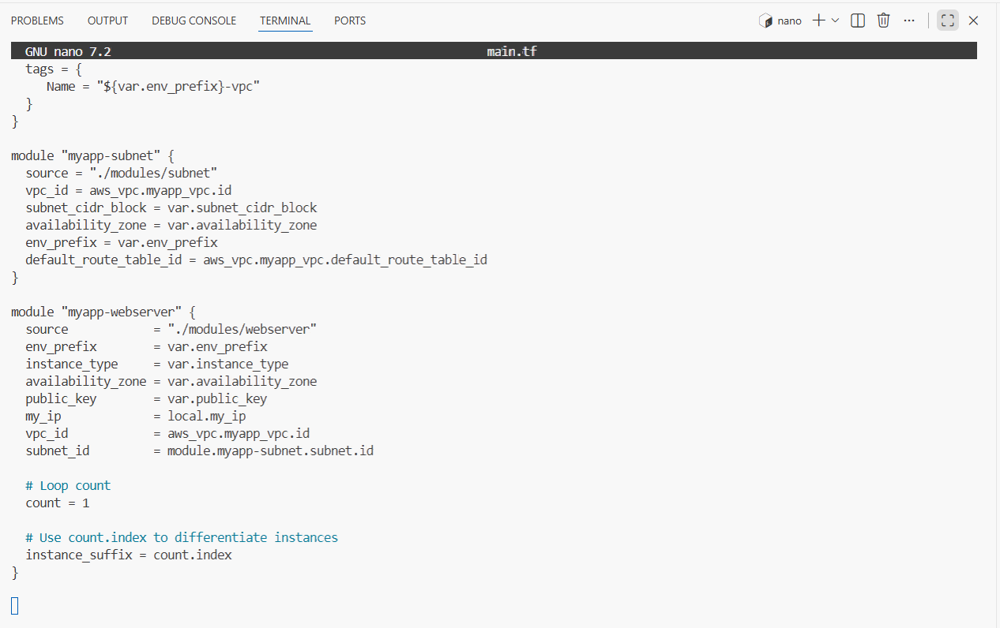 PROBLEMS OUTPUT DEBUG CONSOLE TERMINAL PORTS nano
GNU nano 7.2 main.tf
tags = {
Name = "${var.env_prefix}-vpc"
}
}
module "myapp-subnet" {
source = "./modules/subnet"
vpc_id = aws_vpc.myapp_vpc.id
subnet_cidr_block = var.subnet_cidr_block
availability_zone = var.availability_zone
env_prefix = var.env_prefix
default_route_table_id = aws_vpc.myapp_vpc.default_route_table_id
}
module "myapp-webserver" {
source = "./modules/webserver"
env_prefix = var.env_prefix
instance_type = var.instance_type
availability_zone = var.availability_zone
public_key = var.public_key
my_ip = local.my_ip
vpc_id = aws_vpc.myapp_vpc.id
subnet_id = module.myapp-subnet.subnet.id
# Loop count
count = 1
# Use count.index to differentiate instances
instance_suffix = count.index
}